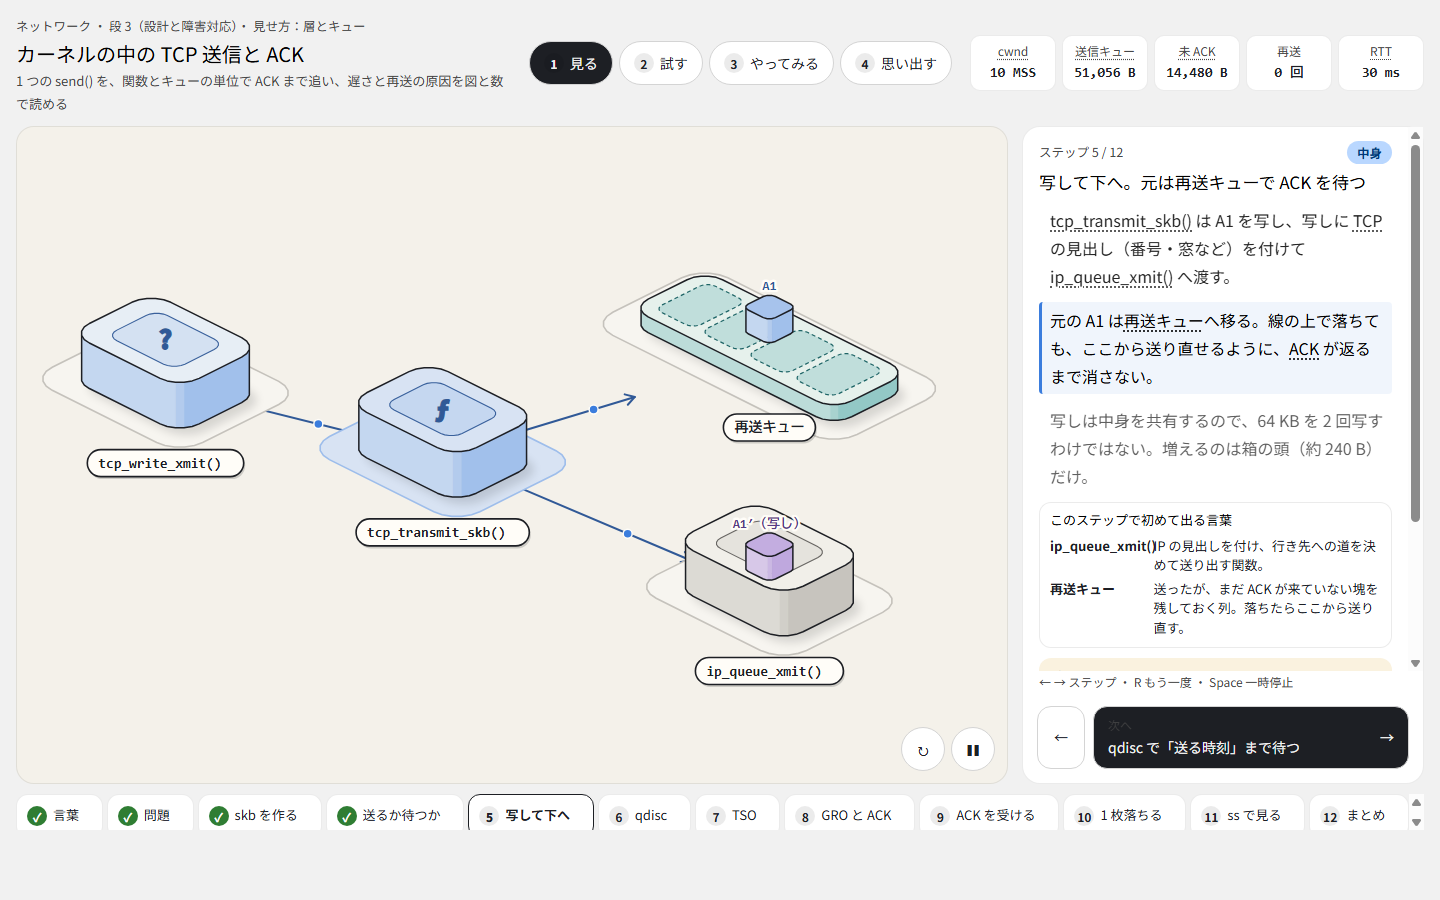 ネットワーク ・ 段 3（設計と障害対応）・ 見せ方：層とキュー
カーネルの中の TCP 送信と ACK
1 つの send() を、関数とキューの単位で ACK まで追い、遅さと再送の原因を図と数
で読める
1 見る
2 試す
3 やってみる
4 思い出す
cwnd
10 MSS
送信キュー
51,056 B
未 ACK
14,480 B
再送
0 回
RTT
30 ms
?
tcp_write_xmit()
ƒ
tcp_transmit_skb()
A1
再送キュー
A1′（写し）
ip_queue_xmit()
↻
ステップ 5 / 12
中身
写して下へ。元は再送キューで ACK を待つ
tcp_transmit_skb() は A1 を写し、写しに TCP
の見出し（番号・窓など）を付けて
ip_queue_xmit() へ渡す。
元の A1 は再送キューへ移る。線の上で落ちて
も、ここから送り直せるように、ACK が返る
まで消さない。
写しは中身を共有するので、64 KB を 2 回写す
わけではない。増えるのは箱の頭（約 240 B）
だけ。
このステップで初めて出る言葉
ip_queue_xmit() IP の見出しを付け、行き先への道を決
めて送り出す関数。
再送キュー 送ったが、まだ ACK が来ていない塊を
残しておく列。落ちたらここから送り
直す。
←→ ステップ ・ R もう一度 ・ Space 一時停止
←
次へ
qdisc で「送る時刻」まで待つ
→
✓ 言葉
✓ 問題
✓ skb を作る
✓ 送るか待つか
5 写して下へ
6 qdisc
7 TSO
8 GRO と ACK
9 ACK を受ける
10 1 枚落ちる
11 ss で見る
12 まとめ